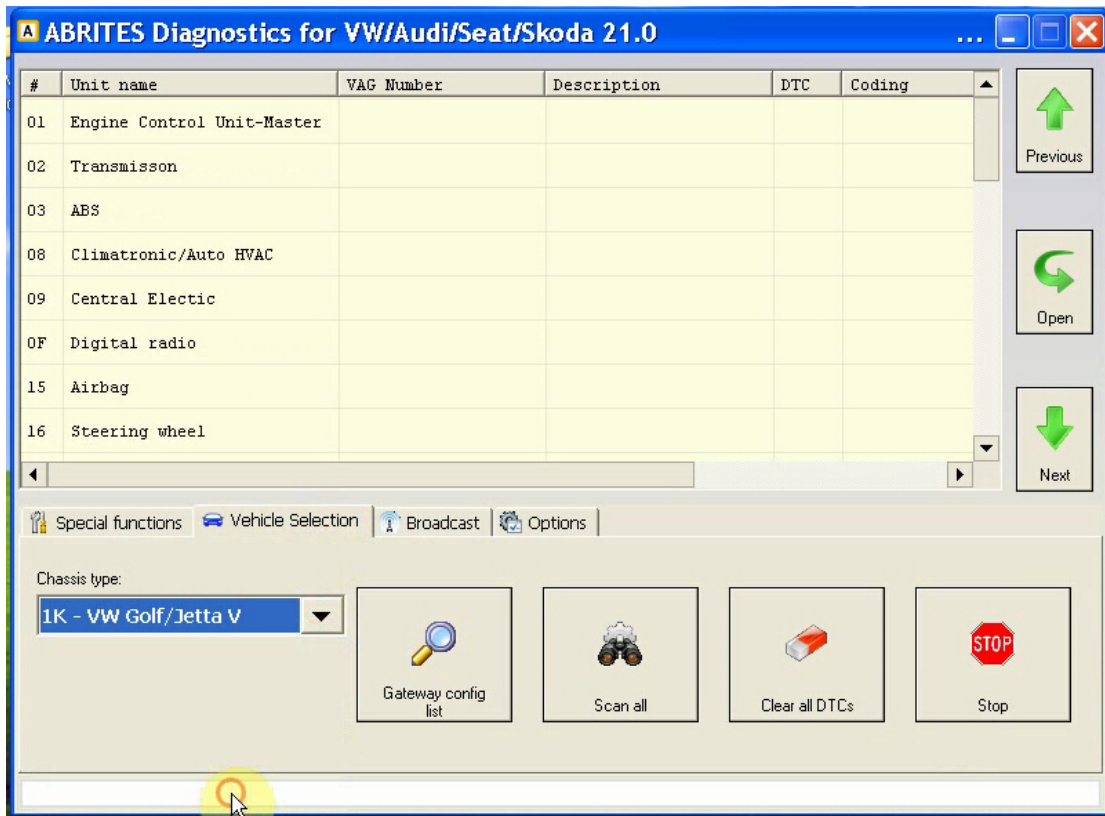 A ABRITES Diagnostics for VW/Audi/Seat/Skoda 21.0 ...
# Unit name VAG Number Description DTC Coding
01 Engine Control Unit-Master
02 Transmisson
03 ABS
08 Climatronic/Auto HVAC
09 Central Electic
0F Digital radio
15 Airbag
16 Steering wheel
Previous
Open
Next
Special functions Vehicle Selection Broadcast Options
Chassis type:
1K - VW Golf/Jetta V
Gateway config
list
Scan all
Clear all DTCs
STOP
Stop